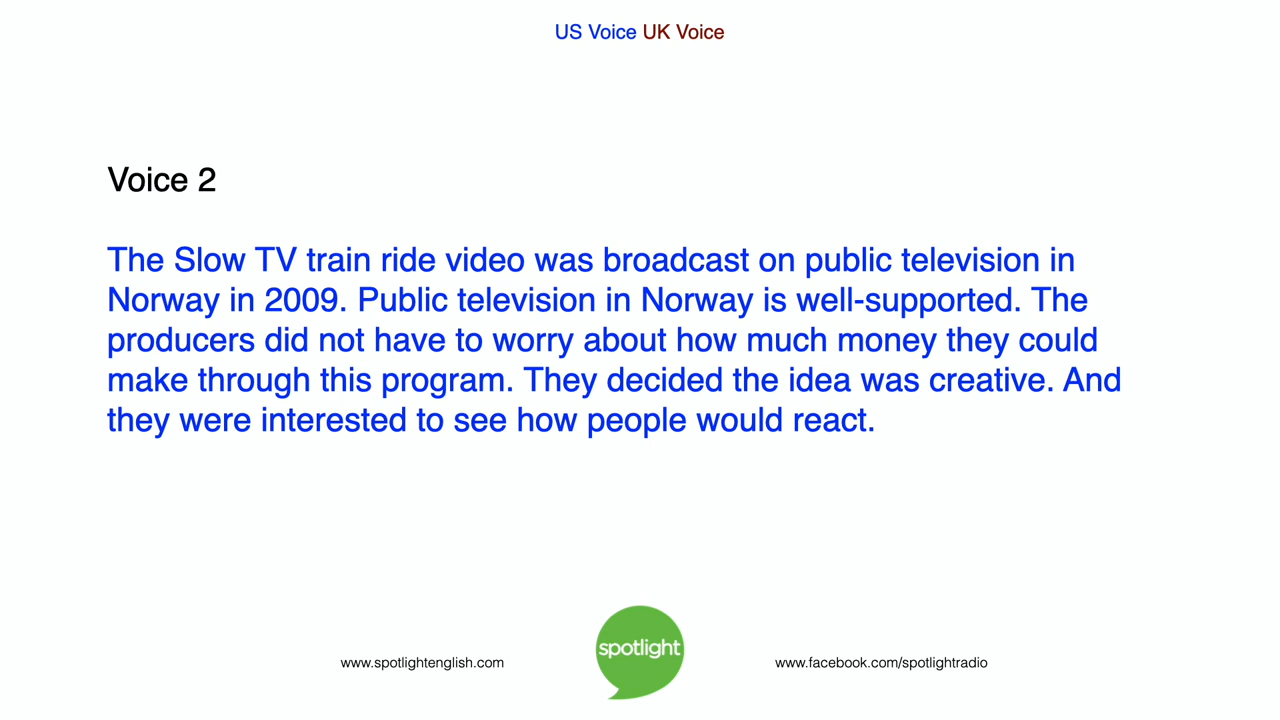 US Voice UK Voice
Voice 2
The Slow TV train ride video was broadcast on public television in
Norway in 2009. Public television in Norway is well-supported. The
producers did not have to worry about how much money they could
make through this program. They decided the idea was creative. And
they were interested to see how people would react.
spotlight
www.spotlightenglish.com
www.facebook.com/spotlightradio